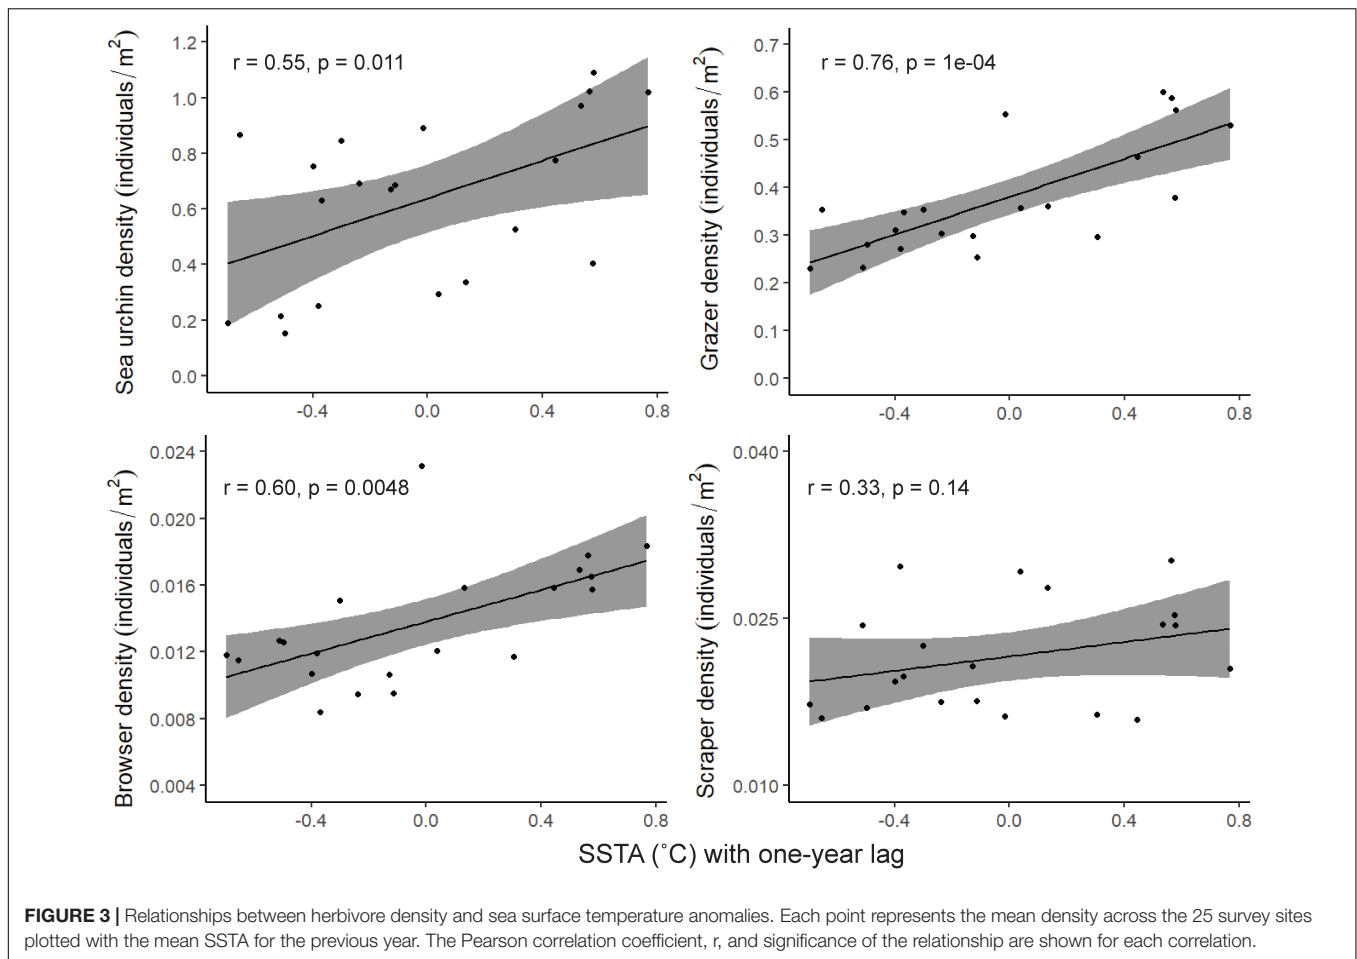 Sea urchin density (individuals/m²)
1.2
1.0
0.8
0.6
0.4
0.2
0.0
r = 0.55, p = 0.011
-0.4 0.0 0.4 0.8
Grazer density (individuals/m²)
0.7
0.6
0.5
0.4
0.3
0.2
0.1
0.0
r = 0.76, p = 1e-04
-0.4 0.0 0.4 0.8
Browser density (individuals/m²)
0.024
0.020
0.016
0.012
0.008
0.004
r = 0.60, p = 0.0048
-0.4 0.0 0.4 0.8
Scraper density (individuals/m²)
0.040
0.025
0.010
r = 0.33, p = 0.14
-0.4 0.0 0.4 0.8
SSTA (˚C) with one-year lag
FIGURE 3 | Relationships between herbivore density and sea surface temperature anomalies. Each point represents the mean density across the 25 survey sites
plotted with the mean SSTA for the previous year. The Pearson correlation coefficient, r, and significance of the relationship are shown for each correlation.